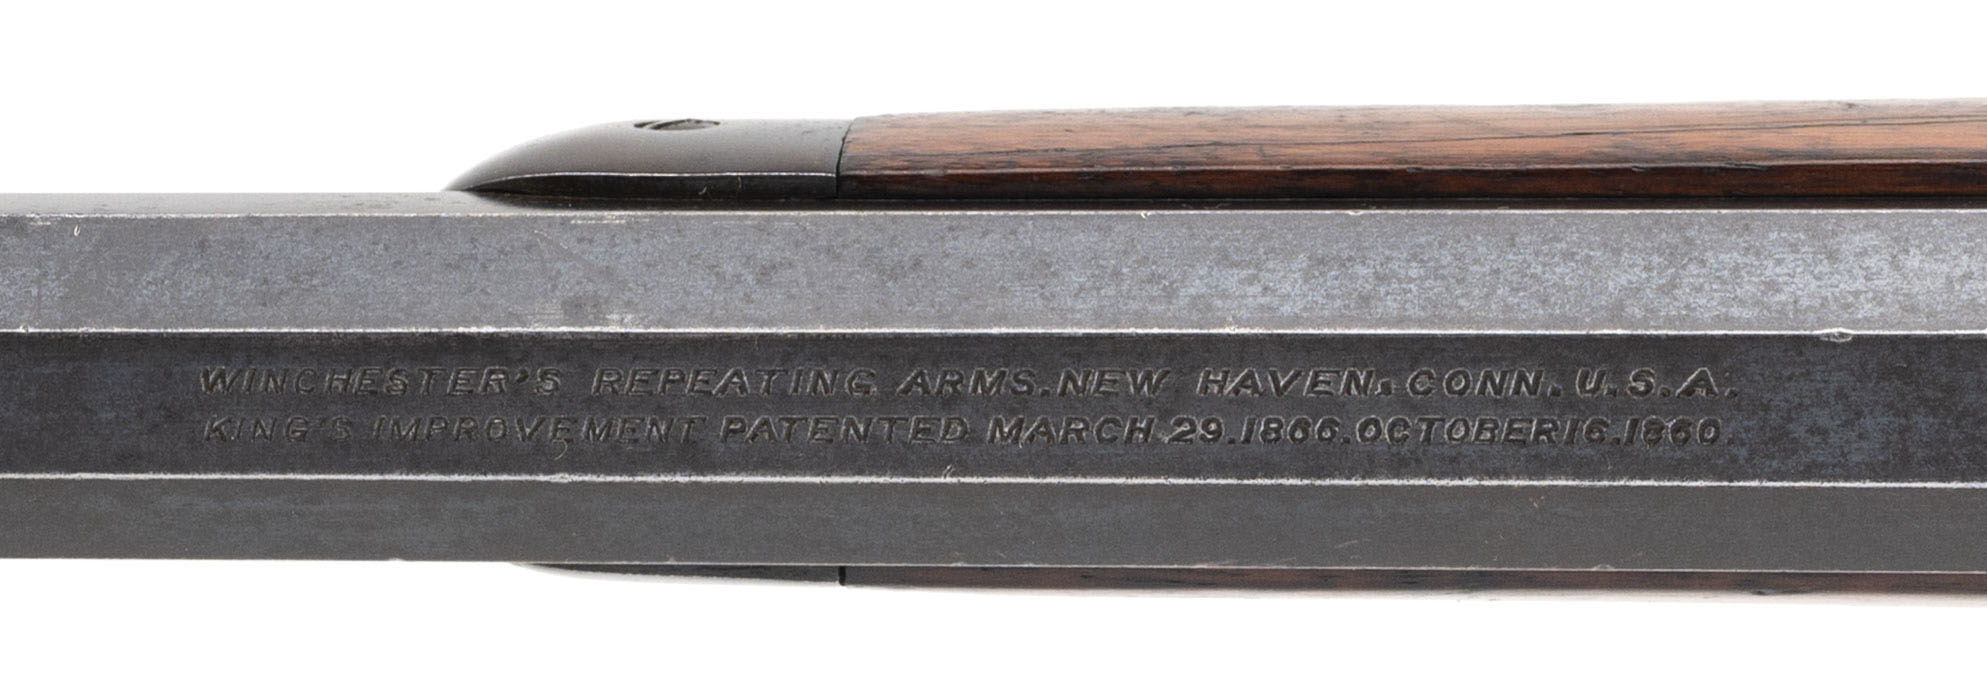 WINCHESTER'S REPEATING ARMS. NEW HAVEN. CONN. U.S.A.
KING'S IMPROVEMENT PATENTED MARCH 29. 1866. OCTOBER 16. 1860.